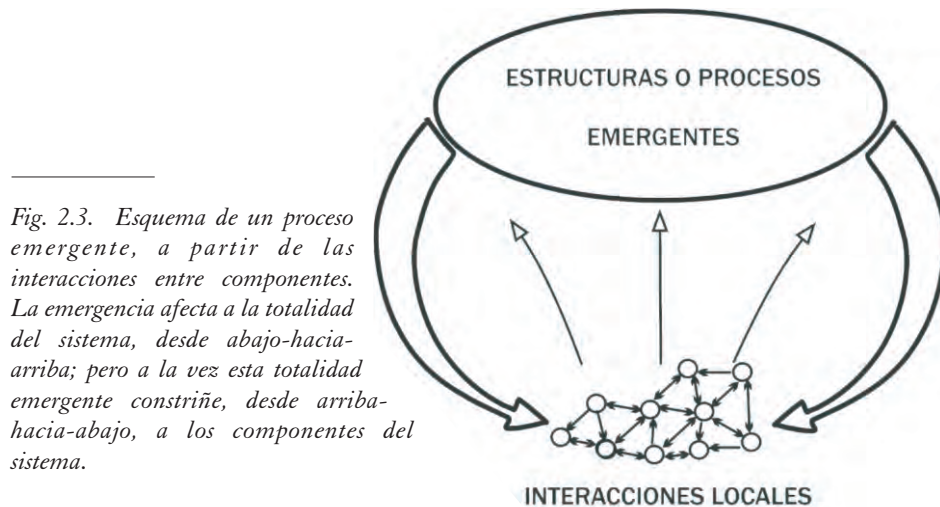 ESTRUCTURAS O PROCESOS
EMERGENTES
Fig. 2.3. Esquema de un proceso
emergente, a partir de las
interacciones entre componentes.
La emergencia afecta a la totalidad
del sistema, desde abajo-hacia-
arriba; pero a la vez esta totalidad
emergente constriñe, desde arriba-
hacia-abajo, a los componentes del
sistema.
INTERACCIONES LOCALES